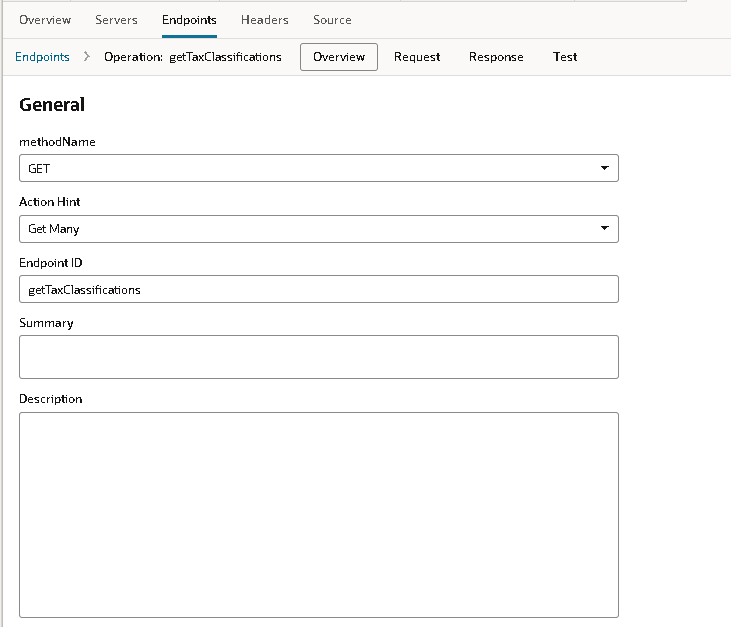 Overview Servers Endpoints Headers Source
Endpoints > Operation: getTaxClassifications Overview Request Response Test
General
methodName
GET
Action Hint
Get Many
Endpoint ID
getTaxClassifications
Summary
Description